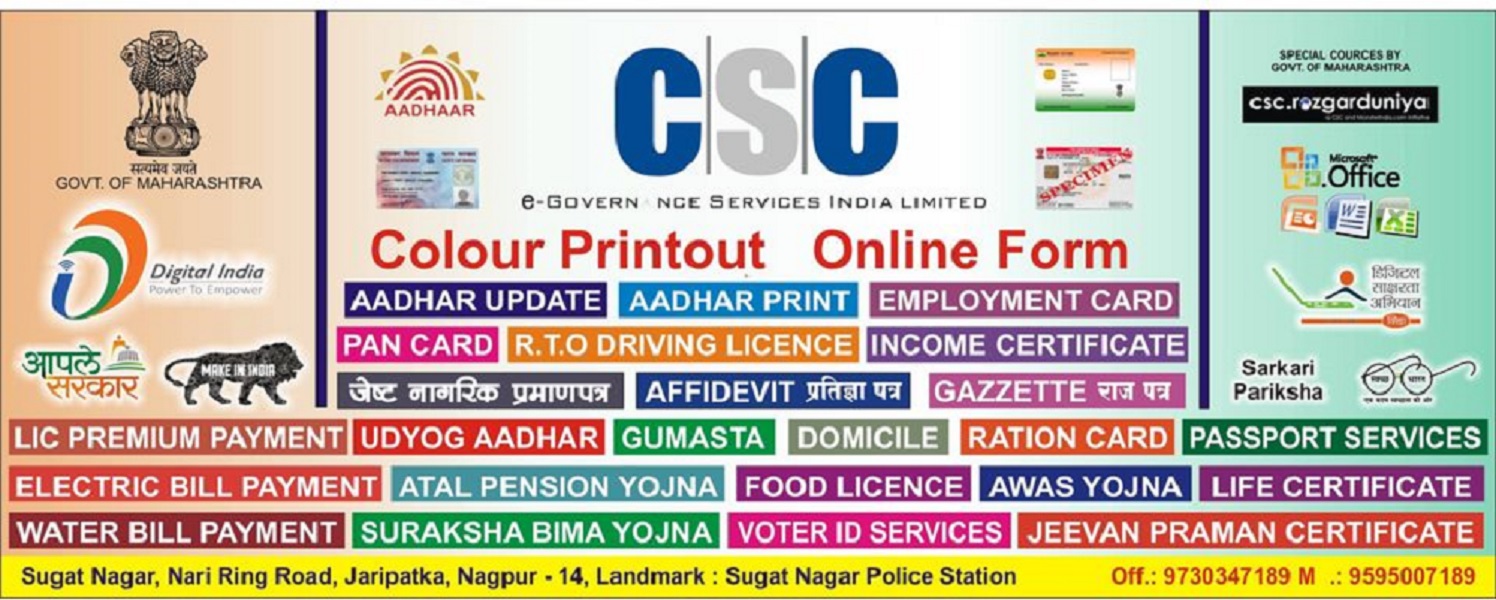 सत्यमेव जयते
GOVT. OF MAHARASHTRA
Digital India
Power To Empower
आपले
सरकार
MAKE IN INDIA
AADHAAR
CSC
e-GOVERNANCE SERVICES INDIA LIMITED
SPECIMEN
Colour Printout Online Form
AADHAR UPDATE AADHAR PRINT EMPLOYMENT CARD
PAN CARD R.T.O DRIVING LICENCE INCOME CERTIFICATE
जेष्ट नागरिक प्रमाणपत्र AFFIDEVIT प्रतिज्ञा पत्र GAZZETTE राज पत्र
SPECIAL COURCES BY
GOVT. OF MAHARASHTRA
csc.rozgarduniya
Microsoft
Office
डिजिटल
साक्षरता
अभियान
Sarkari
Pariksha
स्वच्छ भारत
LIC PREMIUM PAYMENT UDYOG AADHAR GUMASTA DOMICILE RATION CARD PASSPORT SERVICES
ELECTRIC BILL PAYMENT ATAL PENSION YOJNA FOOD LICENCE AWAS YOJNA LIFE CERTIFICATE
WATER BILL PAYMENT SURAKSHA BIMA YOJNA VOTER ID SERVICES JEEVAN PRAMAN CERTIFICATE
Sugat Nagar, Nari Ring Road, Jaripatka, Nagpur - 14, Landmark : Sugat Nagar Police Station Off.: 9730347189 M .: 9595007189